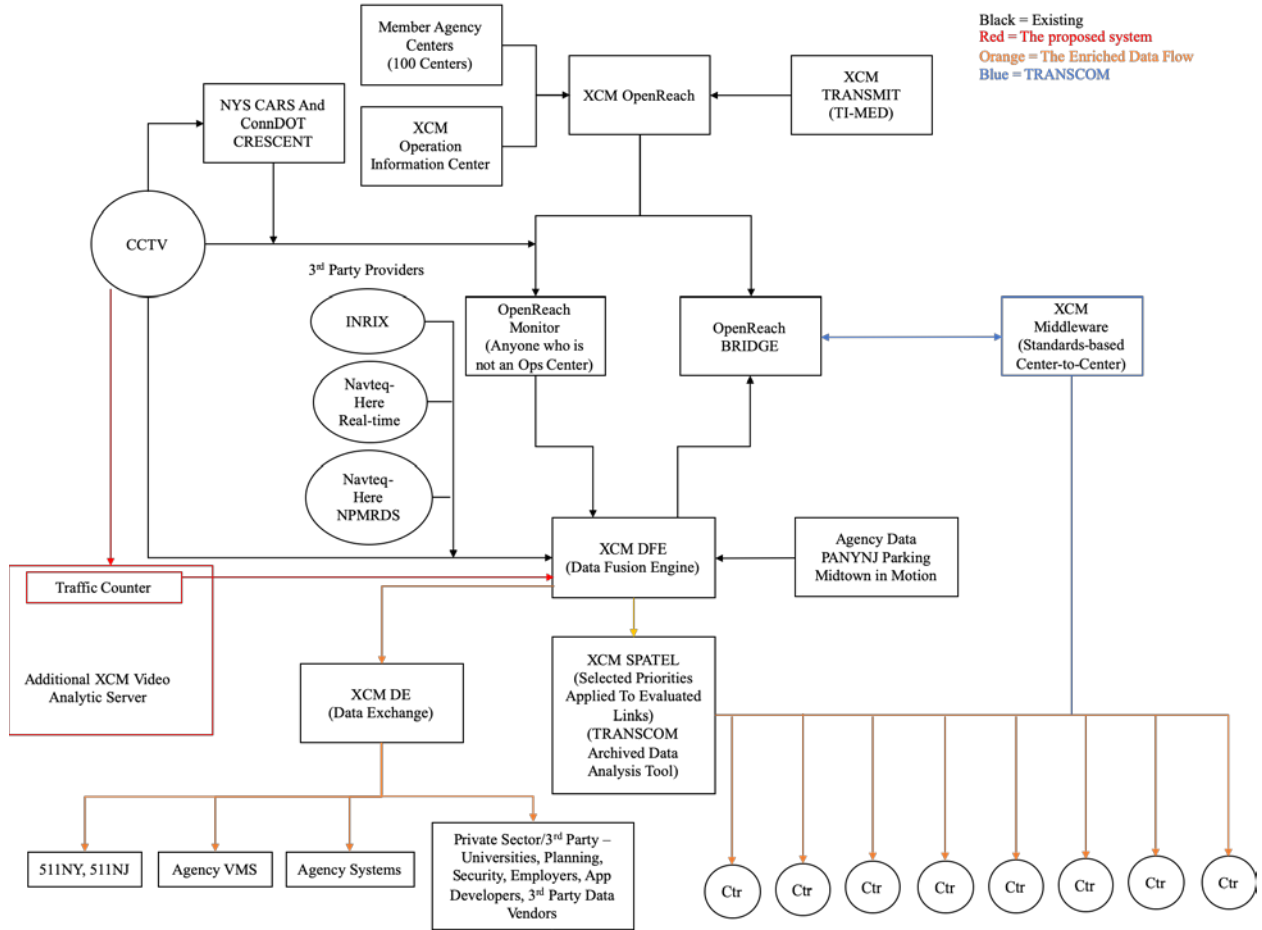 Black = Existing
Red = The proposed system
Orange = The Enriched Data Flow
Blue = TRANSCOM
Member Agency
Centers
(100 Centers)
XCM OpenReach
XCM
TRANSMIT
(TI-MED)
NYS CARS And
ConnDOT
CRESCENT
XCM
Operation
Information Center
CCTV
3rd Party Providers
INRIX
Navteq-
Here
Real-time
Navteq-
Here
NPMRDS
OpenReach
Monitor
(Anyone who is
not an Ops Center)
OpenReach
BRIDGE
XCM
Middleware
(Standards-based
Center-to-Center)
XCM DFE
(Data Fusion Engine)
Agency Data
PANYNJ Parking
Midtown in Motion
Traffic Counter
Additional XCM Video
Analytic Server
XCM DE
(Data Exchange)
XCM SPATEL
(Selected Priorities
Applied To Evaluated
Links)
(TRANSCOM
Archived Data
Analysis Tool)
511NY, 511NJ
Agency VMS
Agency Systems
Private Sector/3rd Party –
Universities, Planning,
Security, Employers, App
Developers, 3rd Party Data
Vendors
Ctr
Ctr
Ctr
Ctr
Ctr
Ctr
Ctr
Ctr